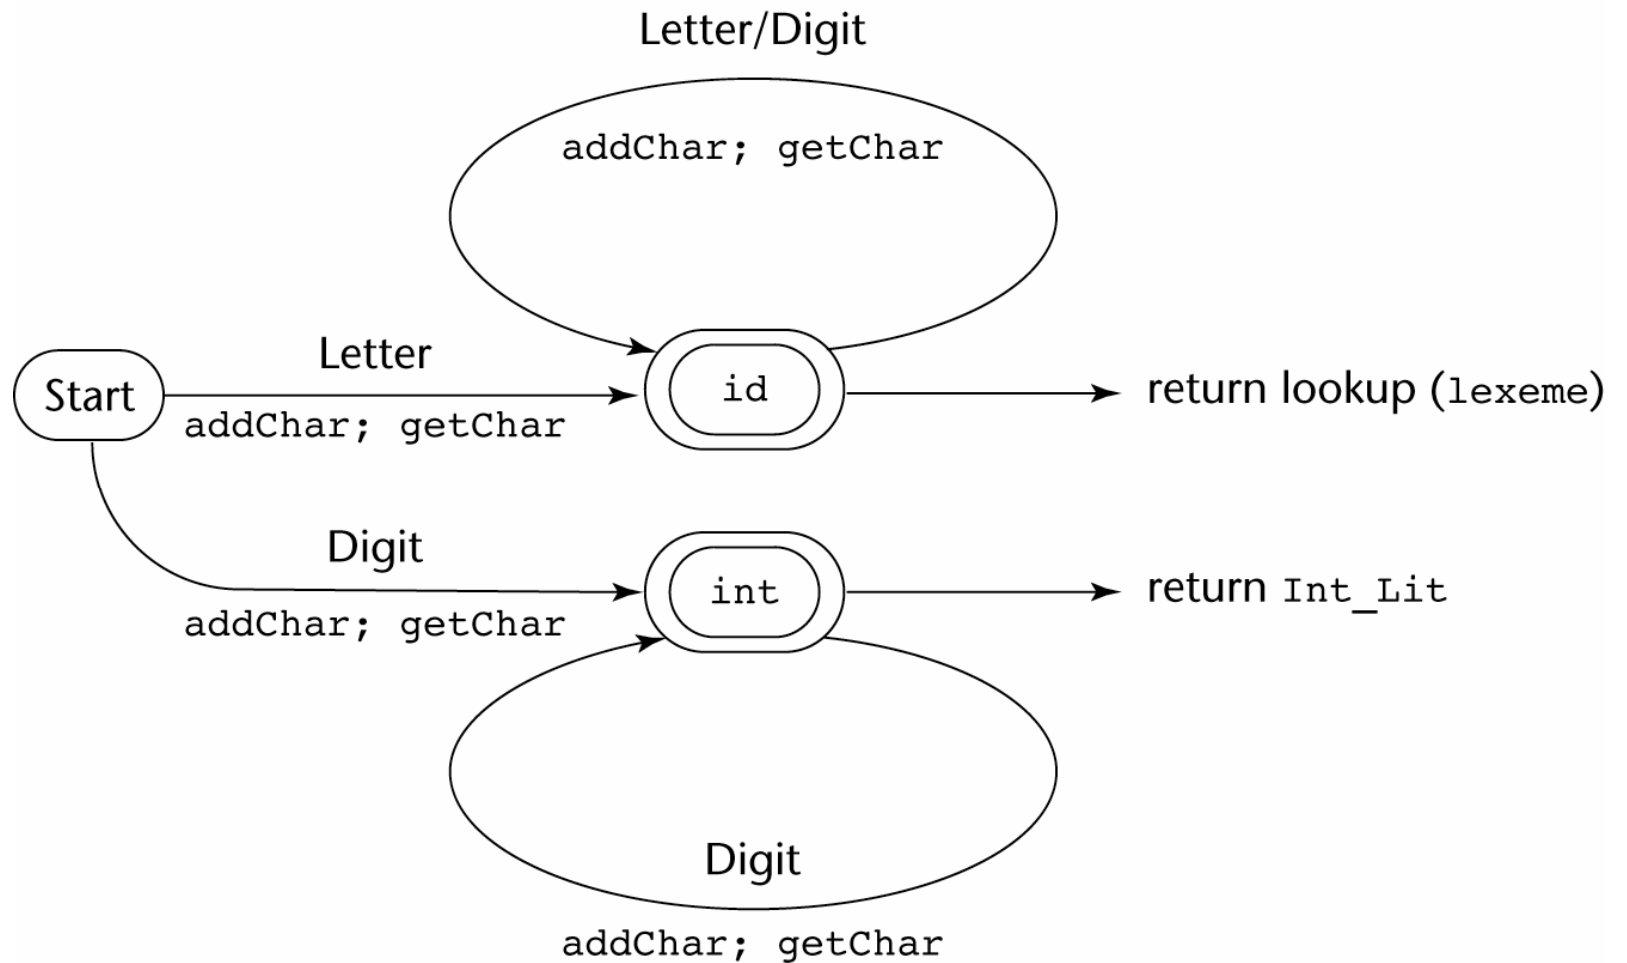 Letter/Digit
addChar; getChar
Letter
Start
id
return lookup (lexeme)
addChar; getChar
Digit
int
return Int_Lit
addChar; getChar
Digit
addChar; getChar